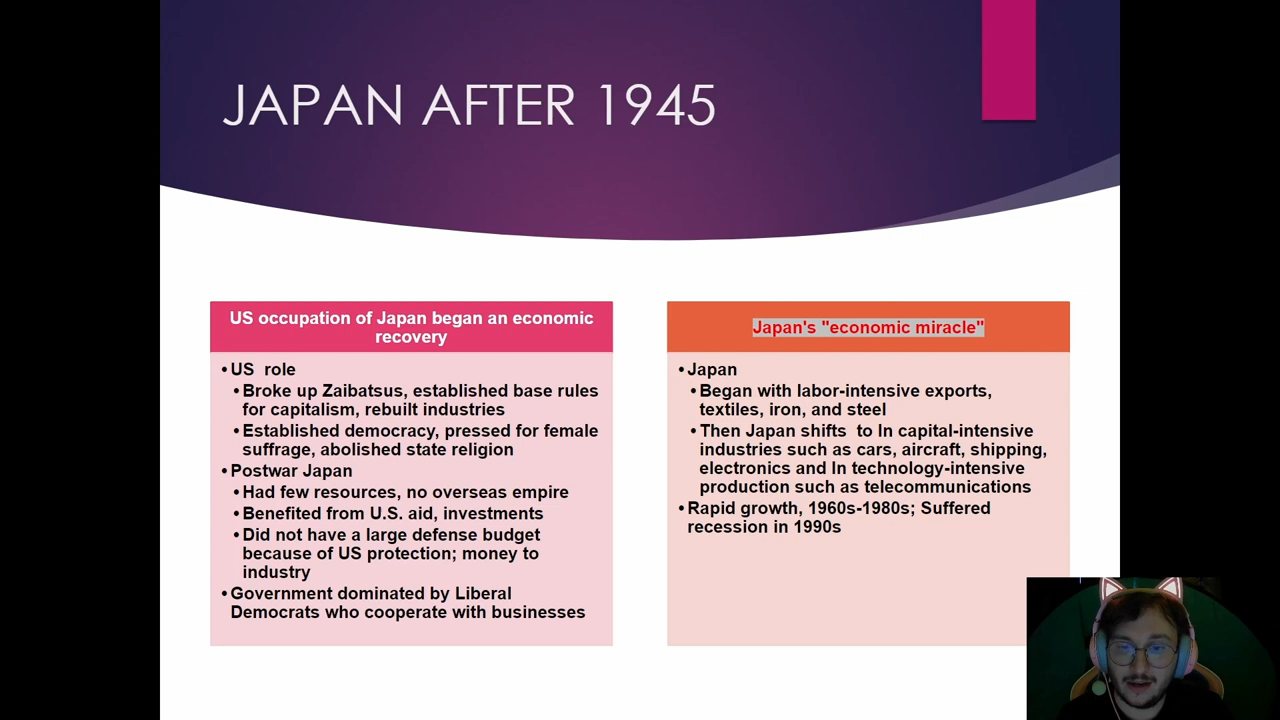 JAPAN AFTER 1945
US occupation of Japan began an economic
recovery
•US  role
•Broke up Zaibatsus, established base rules
for capitalism, rebuilt industries
•Established democracy, pressed for female
suffrage, abolished state religion
•Postwar Japan
•Had few resources, no overseas empire
•Benefited from U.S. aid, investments
•Did not have a large defense budget
because of US protection; money to
industry
•Government dominated by Liberal
Democrats who cooperate with businesses
Japan's "economic miracle"
•Japan
•Began with labor-intensive exports,
textiles, iron, and steel
•Then Japan shifts  to In capital-intensive
industries such as cars, aircraft, shipping,
electronics and In technology-intensive
production such as telecommunications
•Rapid growth, 1960s-1980s; Suffered
recession in 1990s